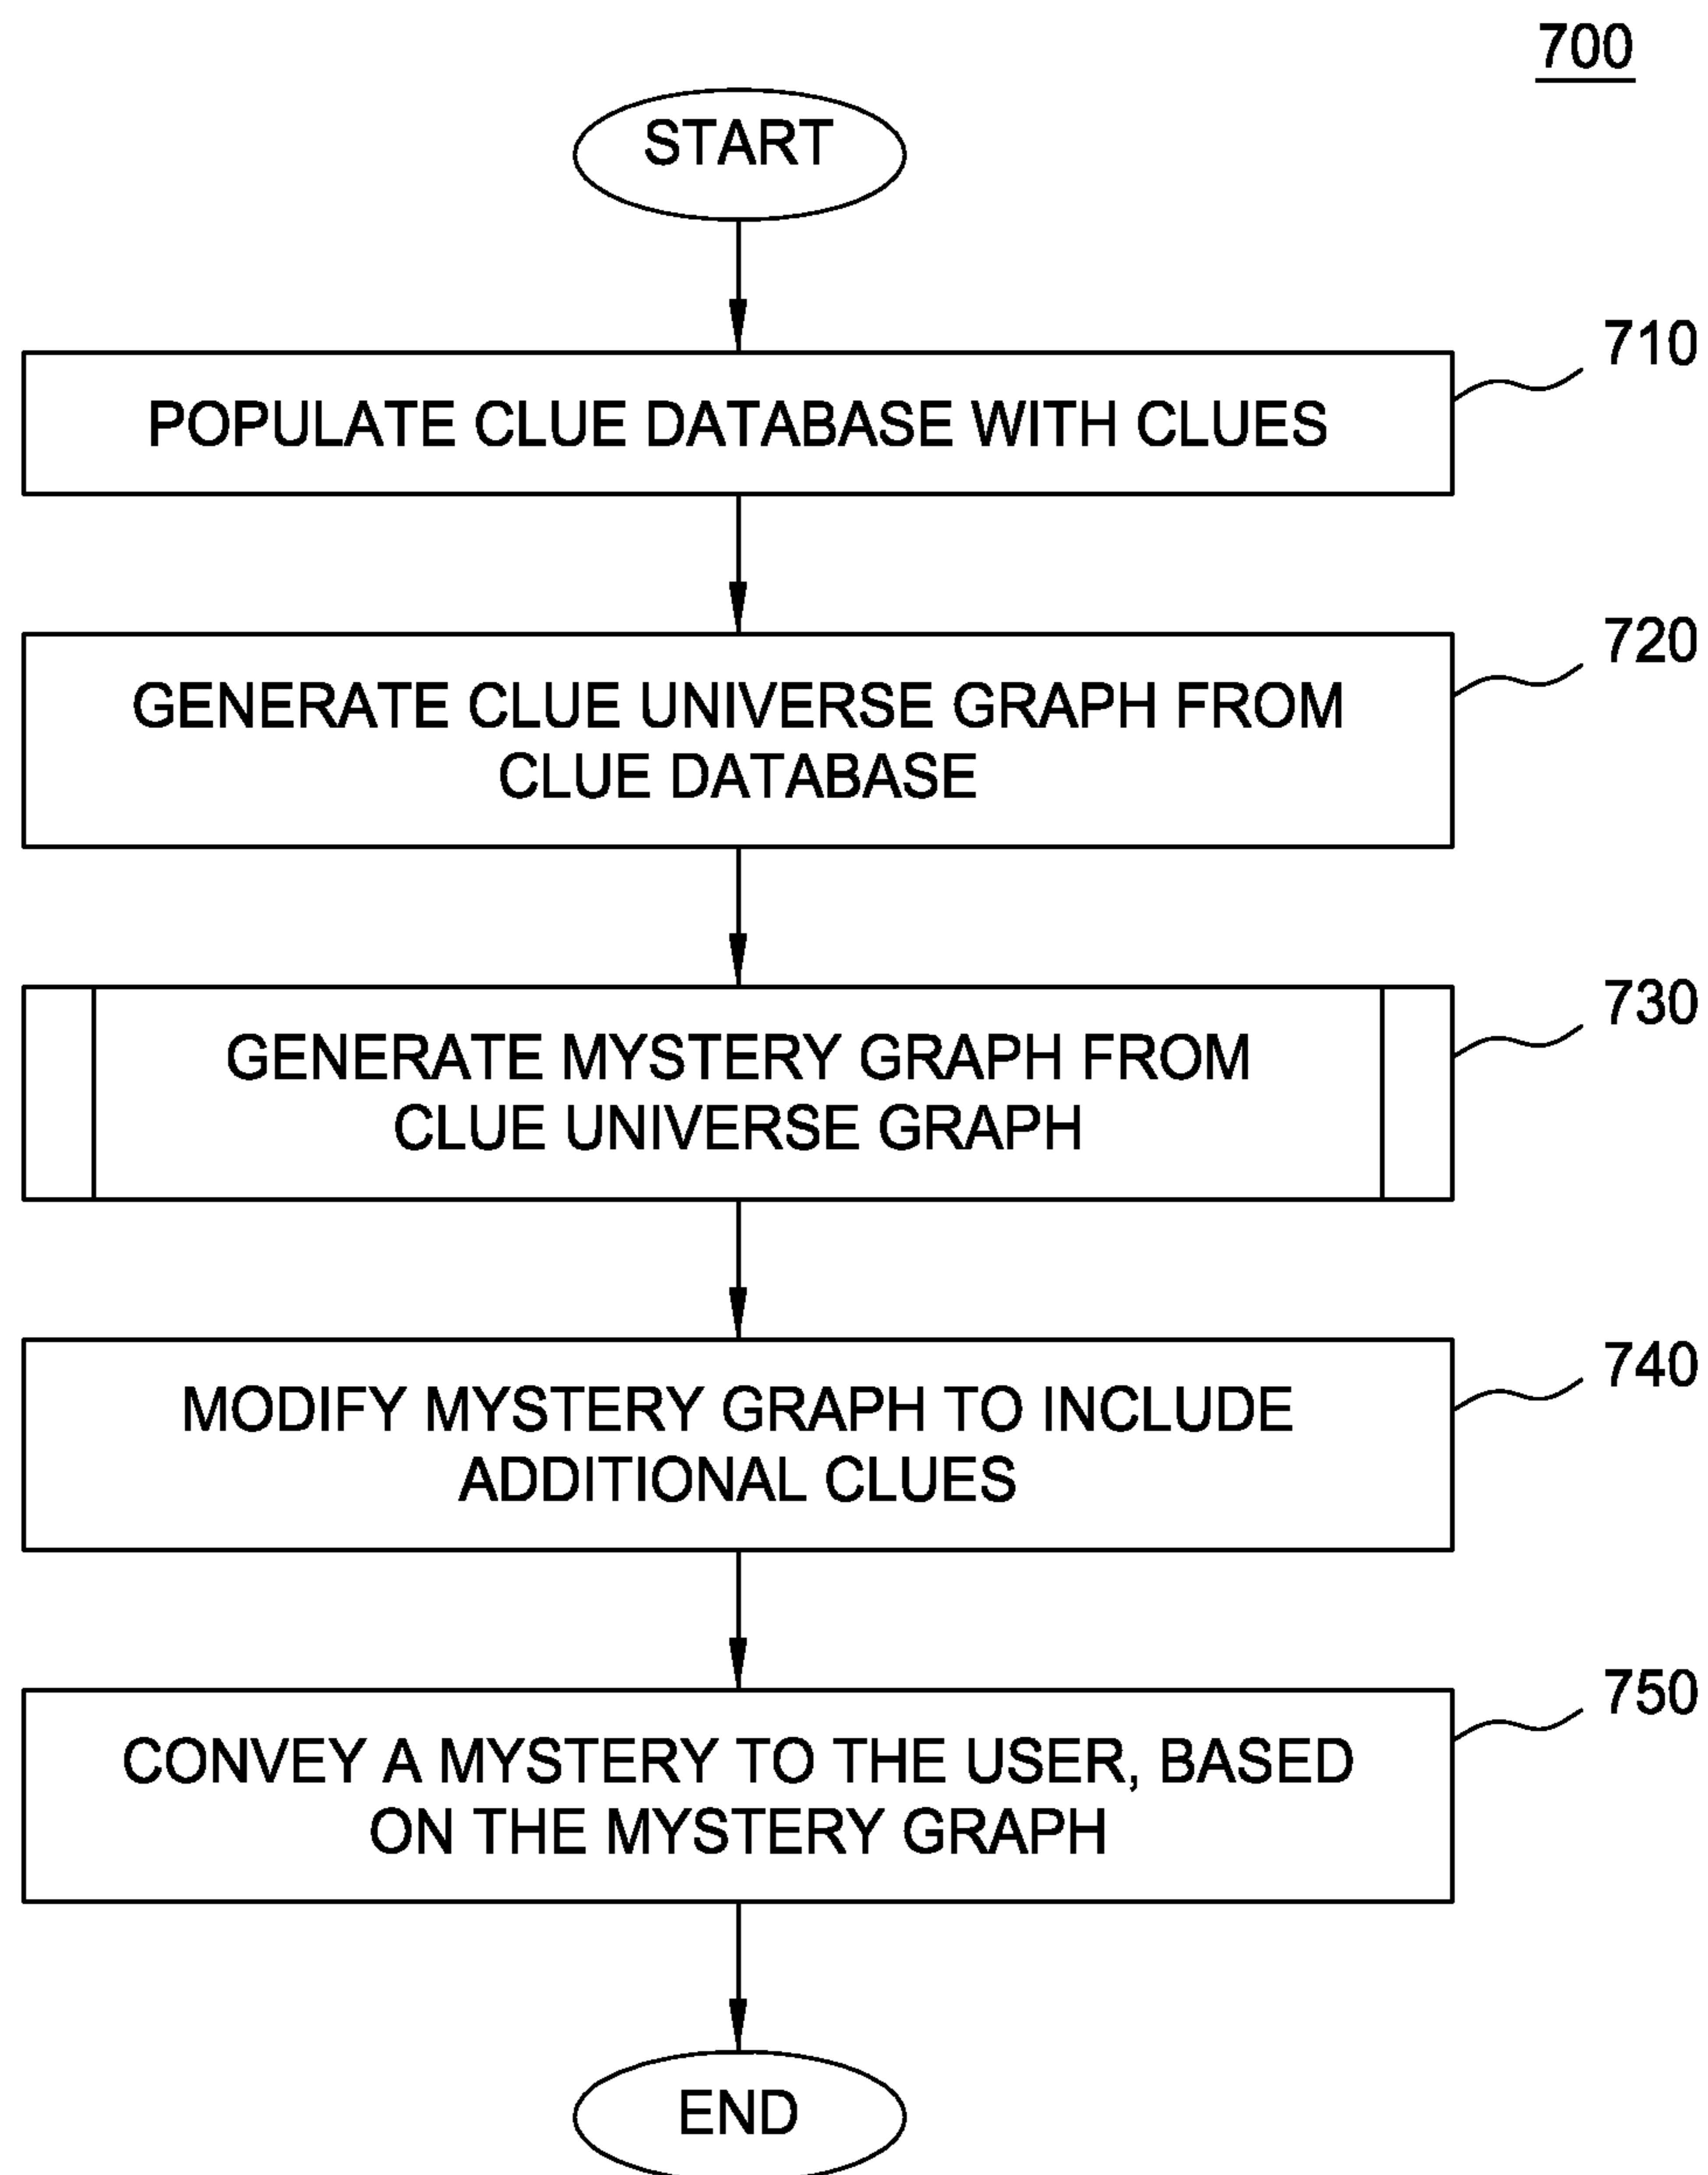 700
START
710
POPULATE CLUE DATABASE WITH CLUES
720
GENERATE CLUE UNIVERSE GRAPH FROM
CLUE DATABASE
730
GENERATE MYSTERY GRAPH FROM
CLUE UNIVERSE GRAPH
740
MODIFY MYSTERY GRAPH TO INCLUDE
ADDITIONAL CLUES
750
CONVEY A MYSTERY TO THE USER, BASED
ON THE MYSTERY GRAPH
END